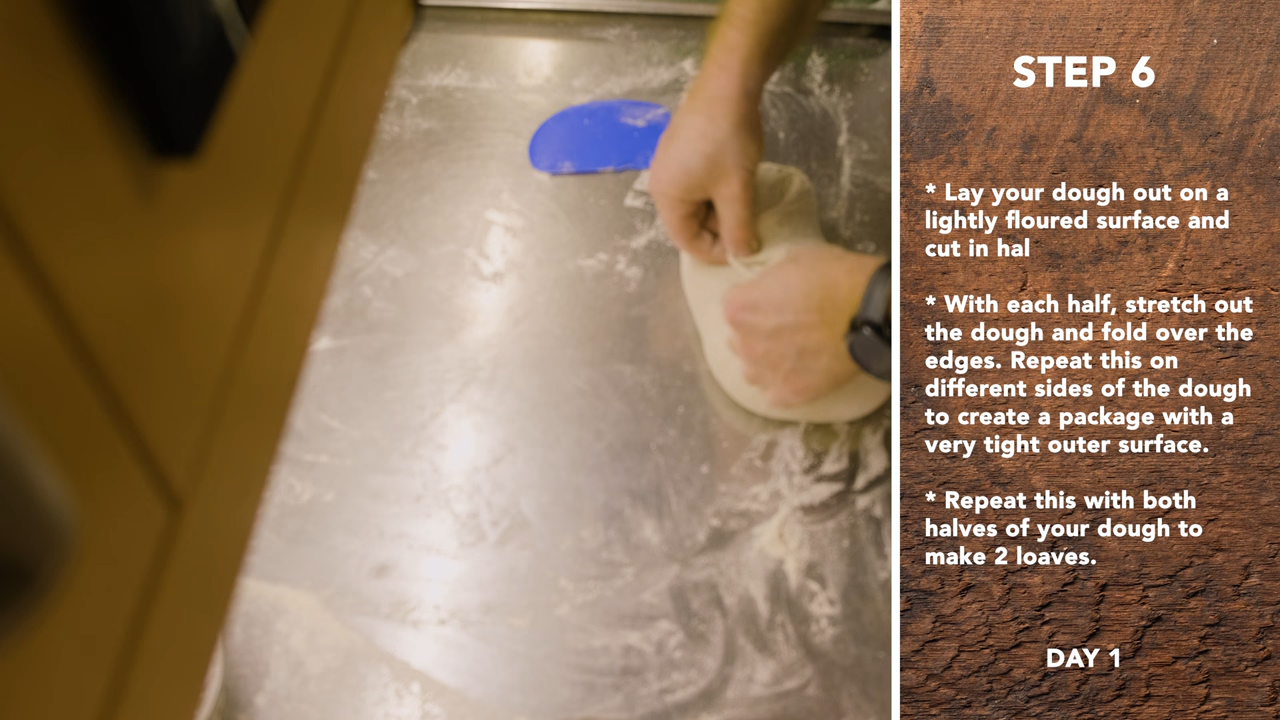 STEP 6
* Lay your dough out on a
lightly floured surface and
cut in hal
* With each half, stretch out
the dough and fold over the
edges. Repeat this on
different sides of the dough
to create a package with a
very tight outer surface.
* Repeat this with both
halves of your dough to
make 2 loaves.
DAY 1